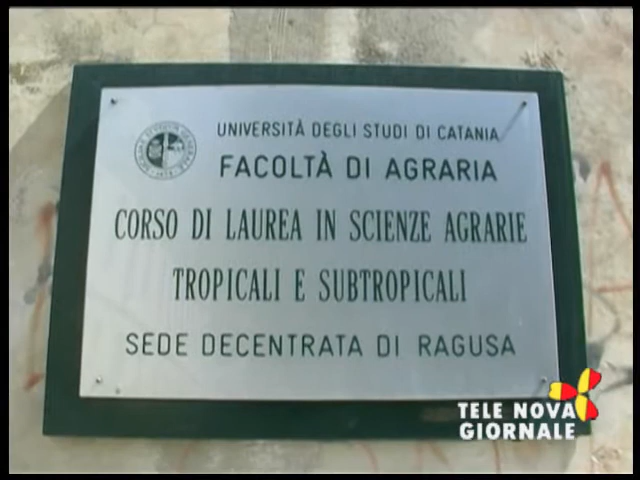 UNIVERSITÀ DEGLI STUDI DI CATANIA
FACOLTÀ DI AGRARIA
CORSO DI LAUREA IN SCIENZE AGRARIE
TROPICALI E SUBTROPICALI
SEDE DECENTRATA DI RAGUSA
TELE NOVA
GIORNALE